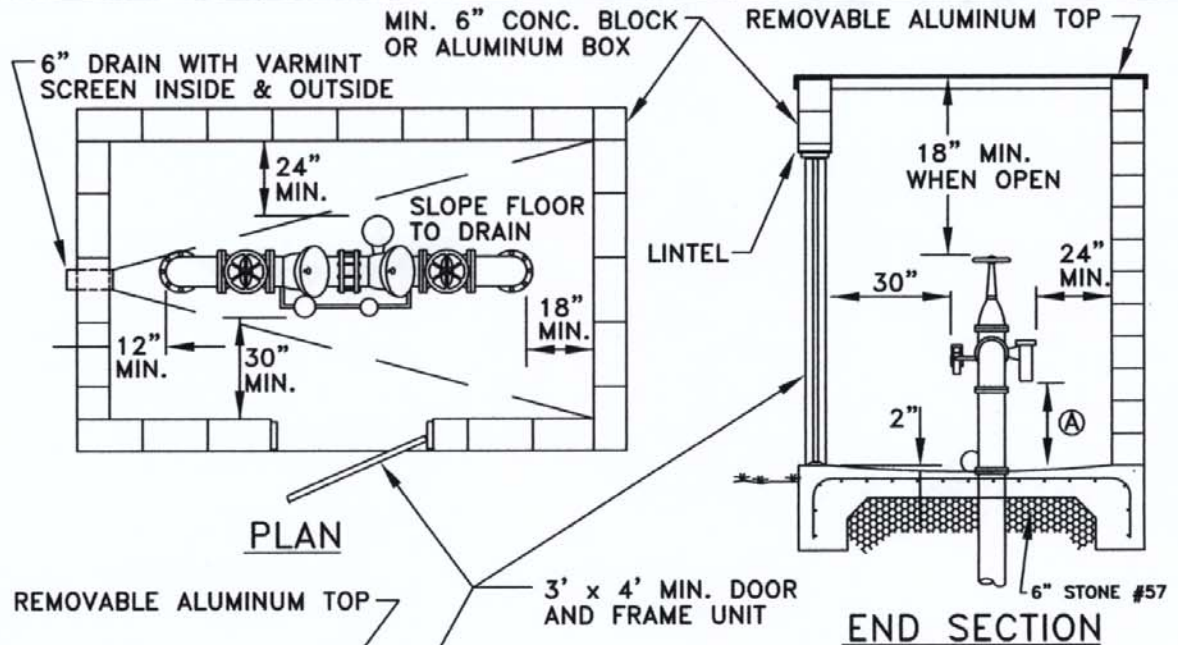 MIN. 6" CONC. BLOCK
OR ALUMINUM BOX
REMOVABLE ALUMINUM TOP
6" DRAIN WITH VARMINT
SCREEN INSIDE & OUTSIDE
24"
MIN.
SLOPE FLOOR
TO DRAIN
12"
MIN.
30"
MIN.
18"
MIN.
PLAN
18" MIN.
WHEN OPEN
LINTEL
30"
24"
MIN.
2"
A
6" STONE #57
END SECTION
3' x 4' MIN. DOOR
AND FRAME UNIT
REMOVABLE ALUMINUM TOP